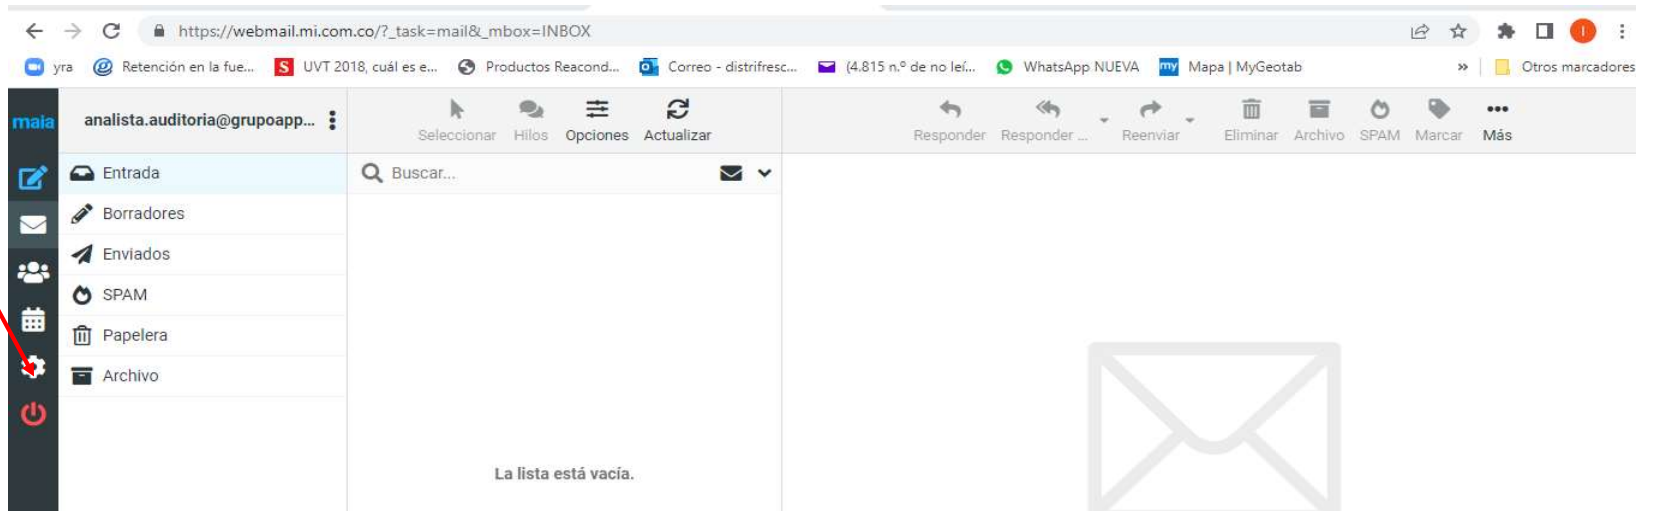 https://webmail.mi.com.co/?_task=mail&_mbox=INBOX
yra Retención en la fue... S UVT 2018, cuál es e... Productos Reacond... Correo - distrifresc... (4.815 n.º de no leí... WhatsApp NUEVA my Mapa | MyGeotab » Otros marcadores
maia analista.auditoria@grupoapp...
Seleccionar Hilos Opciones Actualizar Responder Responder ... Reenviar Eliminar Archivo SPAM Marcar Más
Entrada
Buscar...
Borradores
Enviados
SPAM
Papelera
Archivo
La lista está vacía.